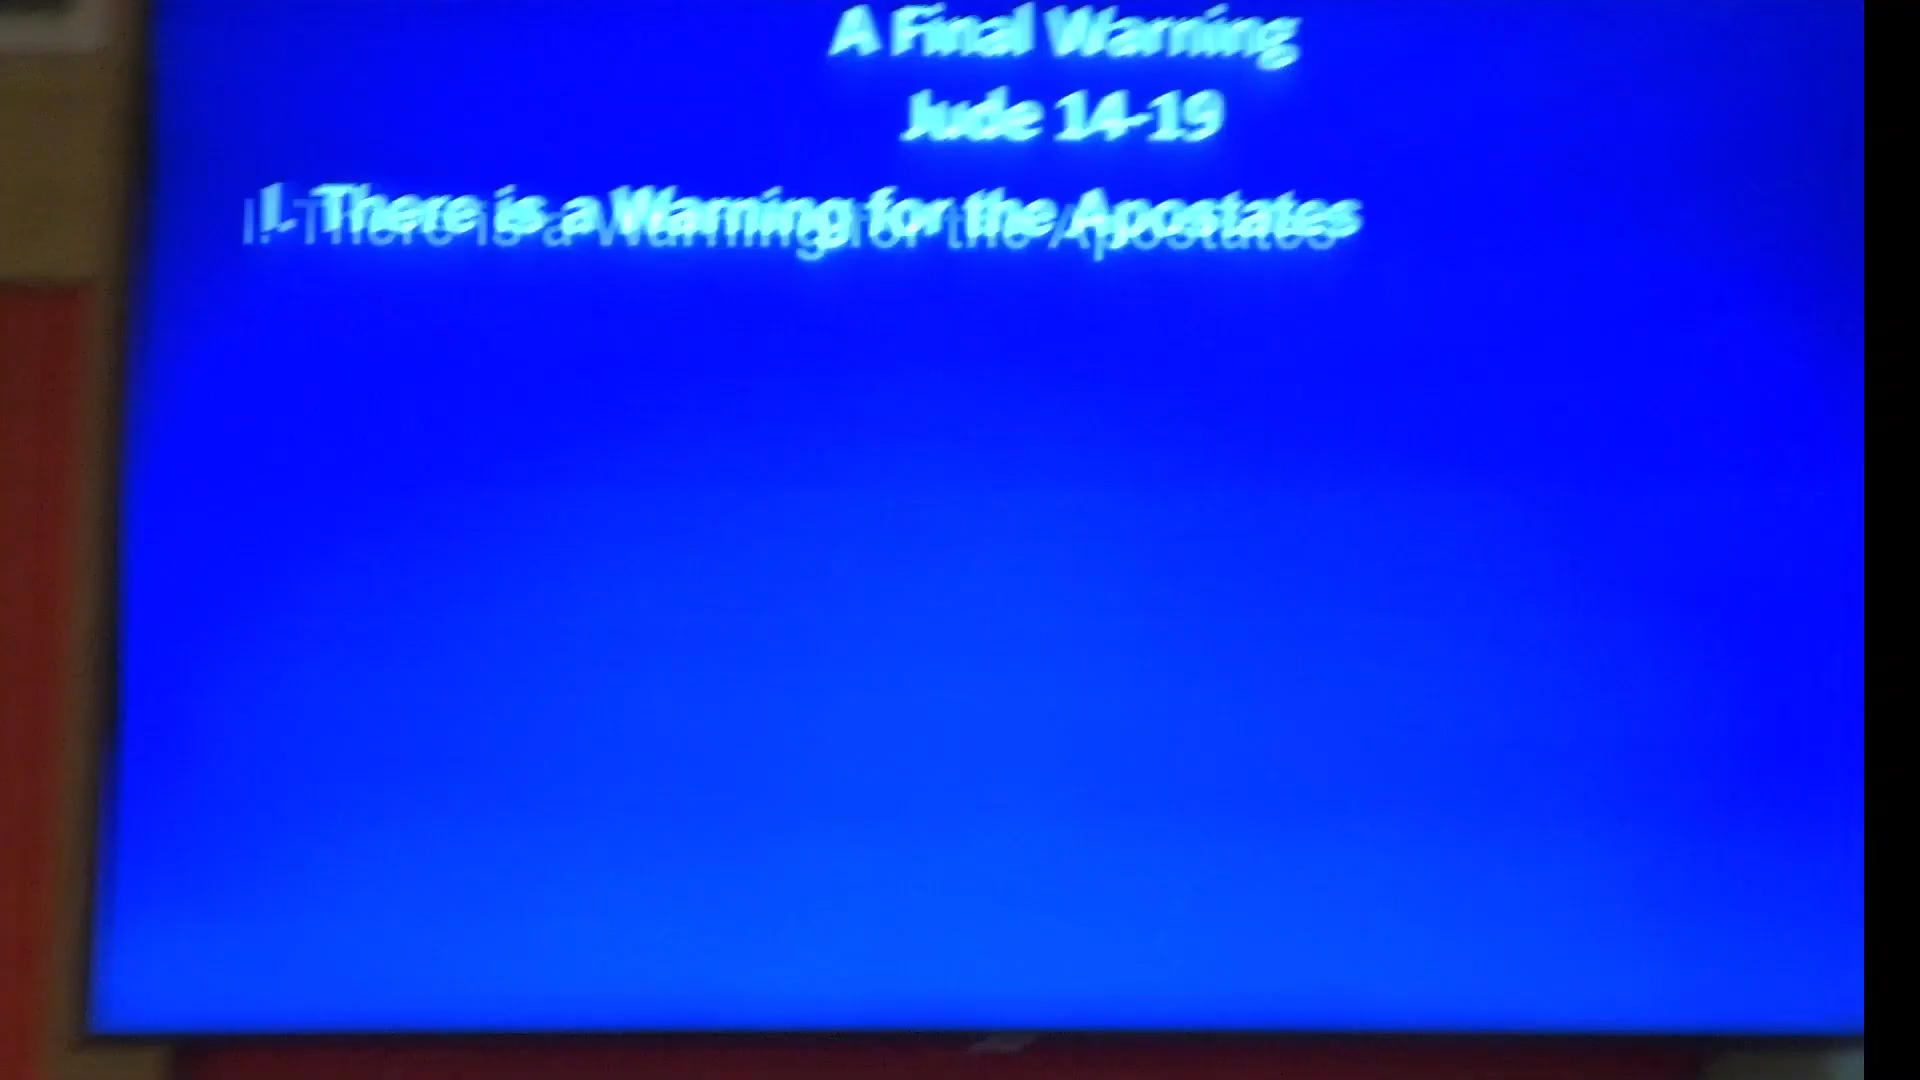 A Final Warning
Jude 14-19
I. There is a Warning for the Apostates